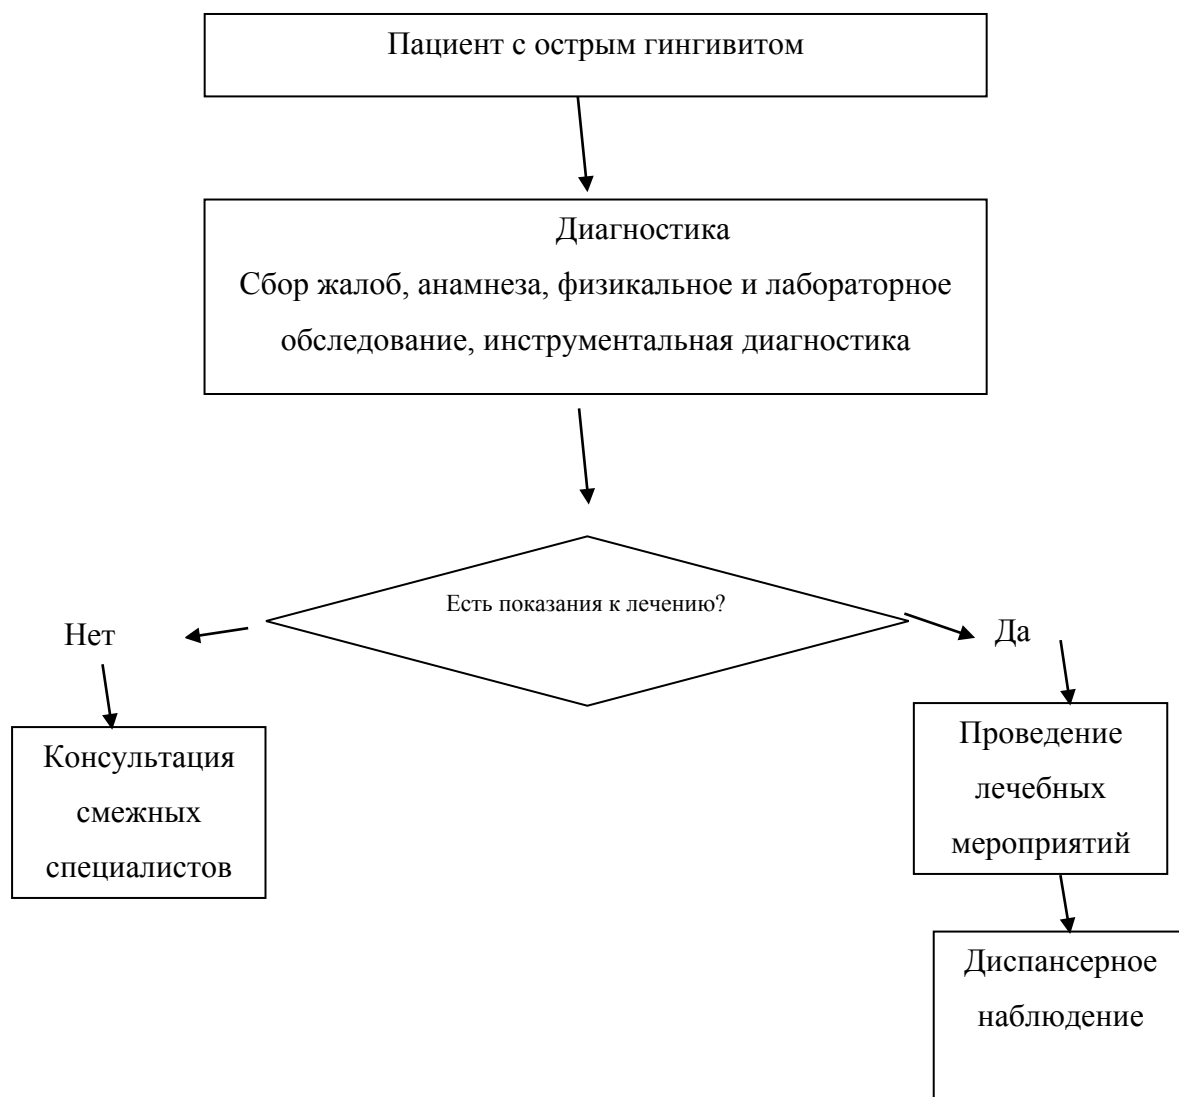 Пациент с острым гингивитом
Диагностика
Сбор жалоб, анамнеза, физикальное и лабораторное
обследование, инструментальная диагностика
Есть показания к лечению?
Нет
Да
Консультация
смежных
специалистов
Проведение
лечебных
мероприятий
Диспансерное
наблюдение